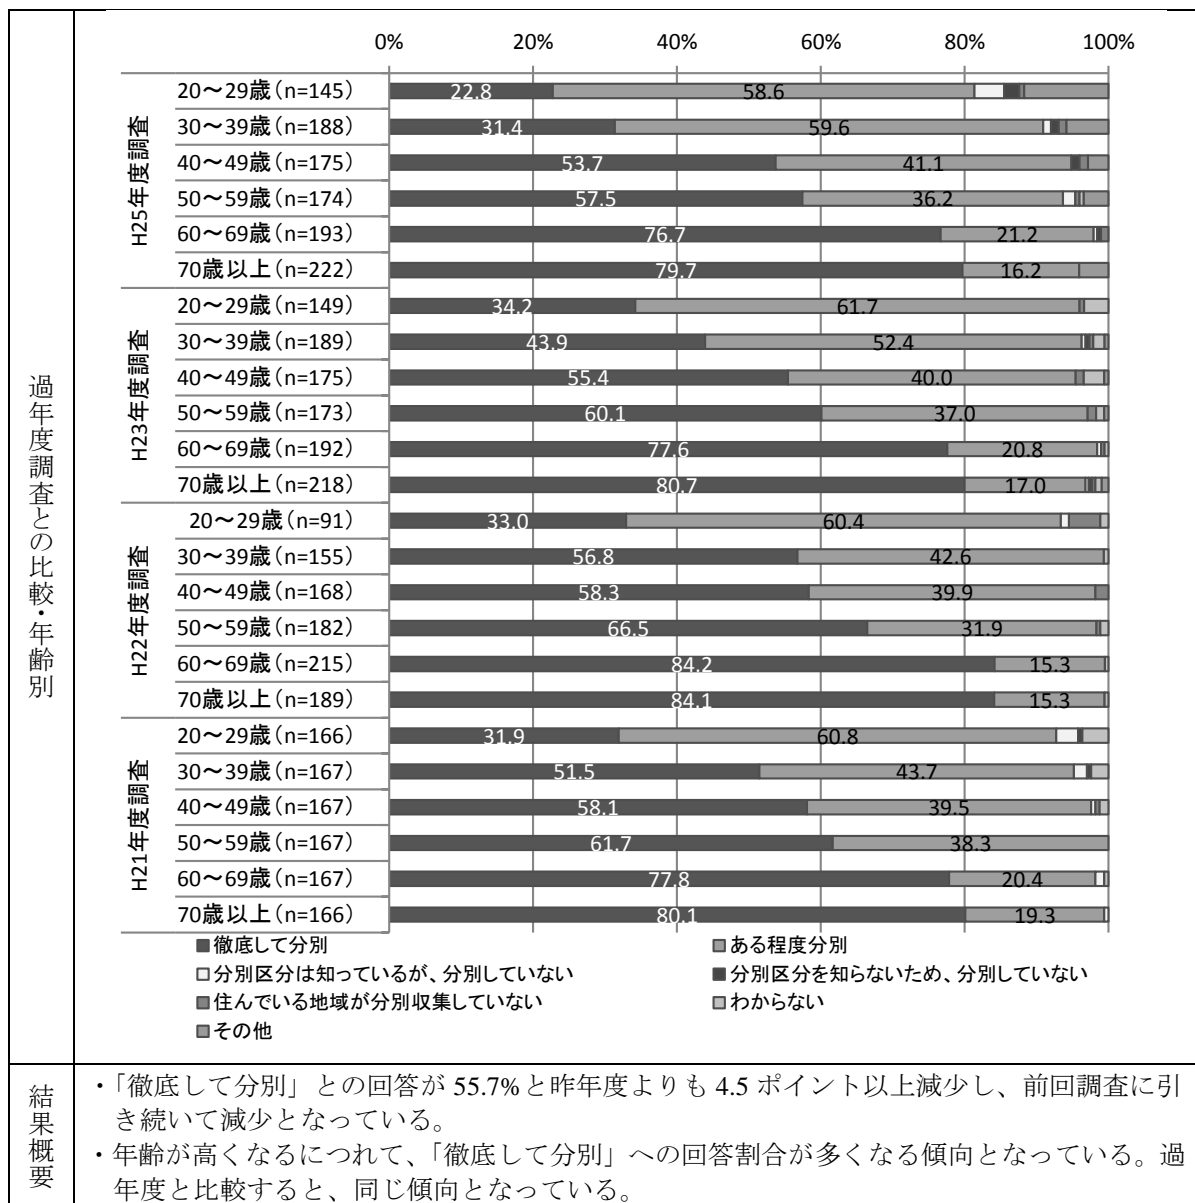 過年度調査との比較・年齢別
0% 20% 40% 60% 80% 100%
H25年度調査
20～29歳(n=145) 22.8 58.6
30～39歳(n=188) 31.4 59.6
40～49歳(n=175) 53.7 41.1
50～59歳(n=174) 57.5 36.2
60～69歳(n=193) 76.7 21.2
70歳以上(n=222) 79.7 16.2
H23年度調査
20～29歳(n=149) 34.2 61.7
30～39歳(n=189) 43.9 52.4
40～49歳(n=175) 55.4 40.0
50～59歳(n=173) 60.1 37.0
60～69歳(n=192) 77.6 20.8
70歳以上(n=218) 80.7 17.0
H22年度調査
20～29歳(n=91) 33.0 60.4
30～39歳(n=155) 56.8 42.6
40～49歳(n=168) 58.3 39.9
50～59歳(n=182) 66.5 31.9
60～69歳(n=215) 84.2 15.3
70歳以上(n=189) 84.1 15.3
H21年度調査
20～29歳(n=166) 31.9 60.8
30～39歳(n=167) 51.5 43.7
40～49歳(n=167) 58.1 39.5
50～59歳(n=167) 61.7 38.3
60～69歳(n=167) 77.8 20.4
70歳以上(n=166) 80.1 19.3
徹底して分別 ある程度分別
分別区分は知っているが、分別していない 分別区分を知らないため、分別していない
住んでいる地域が分別収集していない わからない
その他
結果概要
・「徹底して分別」との回答が 55.7%と昨年度よりも 4.5 ポイント以上減少し、前回調査に引
き続いて減少となっている。
・年齢が高くなるにつれて、「徹底して分別」への回答割合が多くなる傾向となっている。過
年度と比較すると、同じ傾向となっている。